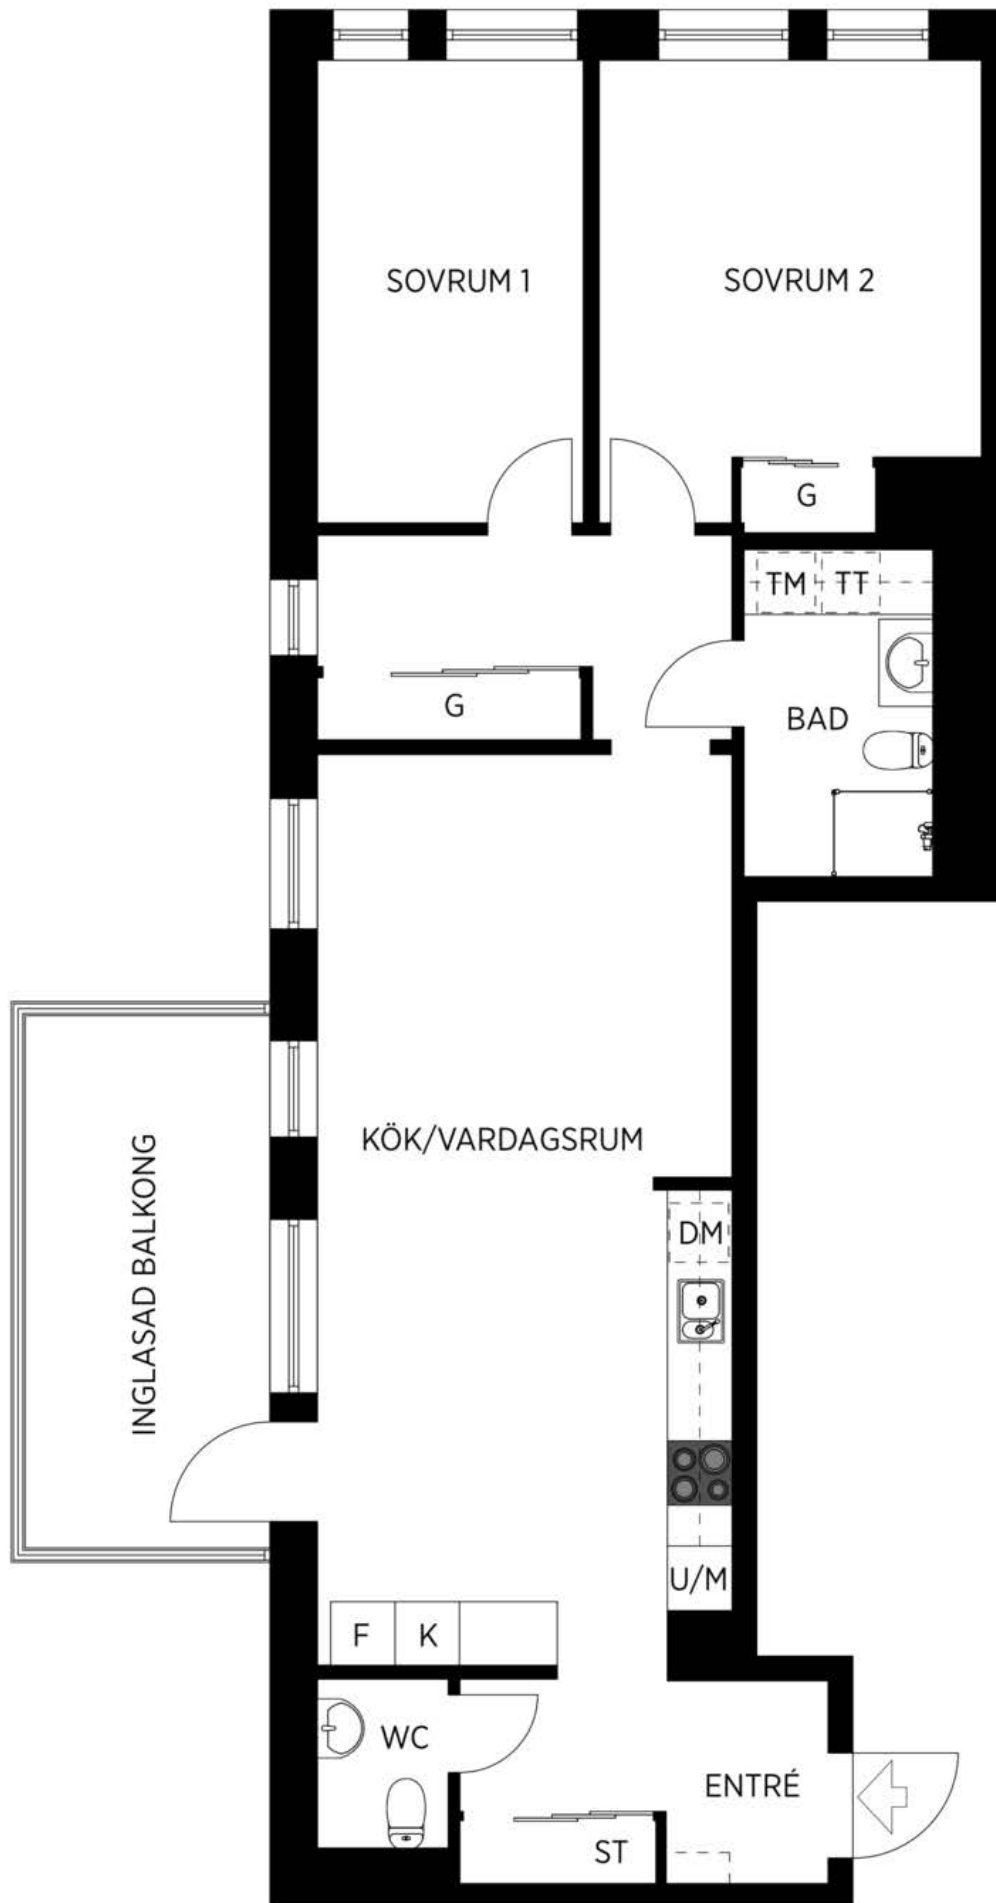 SOVRUM 1
SOVRUM 2
G
TM
TT
G
BAD
KÖK/VARDAGSRUM
INGLASAD BALKONG
DM
U/M
F
K
WC
ENTRÉ
ST